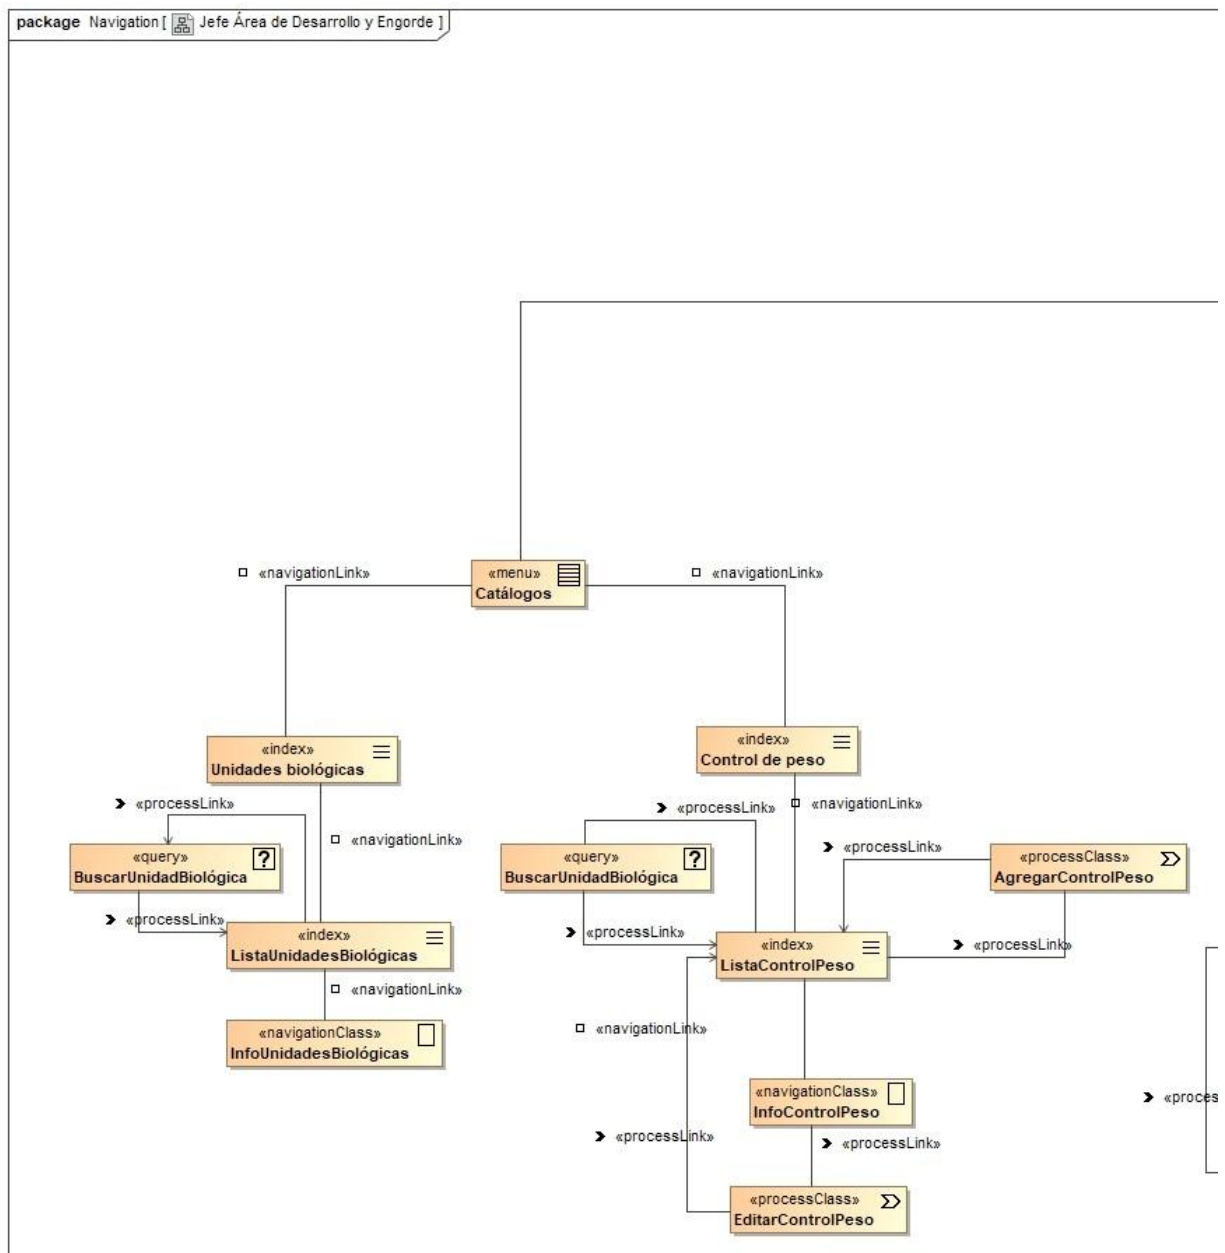 package Navigation [ Jefe Área de Desarrollo y Engorde ]
«navigationLink»
«menu»
Catálogos
«navigationLink»
«index»
Unidades biológicas
«index»
Control de peso
«processLink»
«navigationLink»
«processLink»
«navigationLink»
«query»
BuscarUnidadBiológica
«query»
BuscarUnidadBiológica
«processLink»
«processClass»
AgregarControlPeso
«processLink»
«processLink»
«processLink»
«index»
ListaUnidadesBiológicas
«index»
ListaControlPeso
«navigationLink»
«navigationClass»
InfoUnidadesBiológicas
«navigationLink»
«navigationClass»
InfoControlPeso
«proces
«processLink»
«processLink»
«processClass»
EditarControlPeso